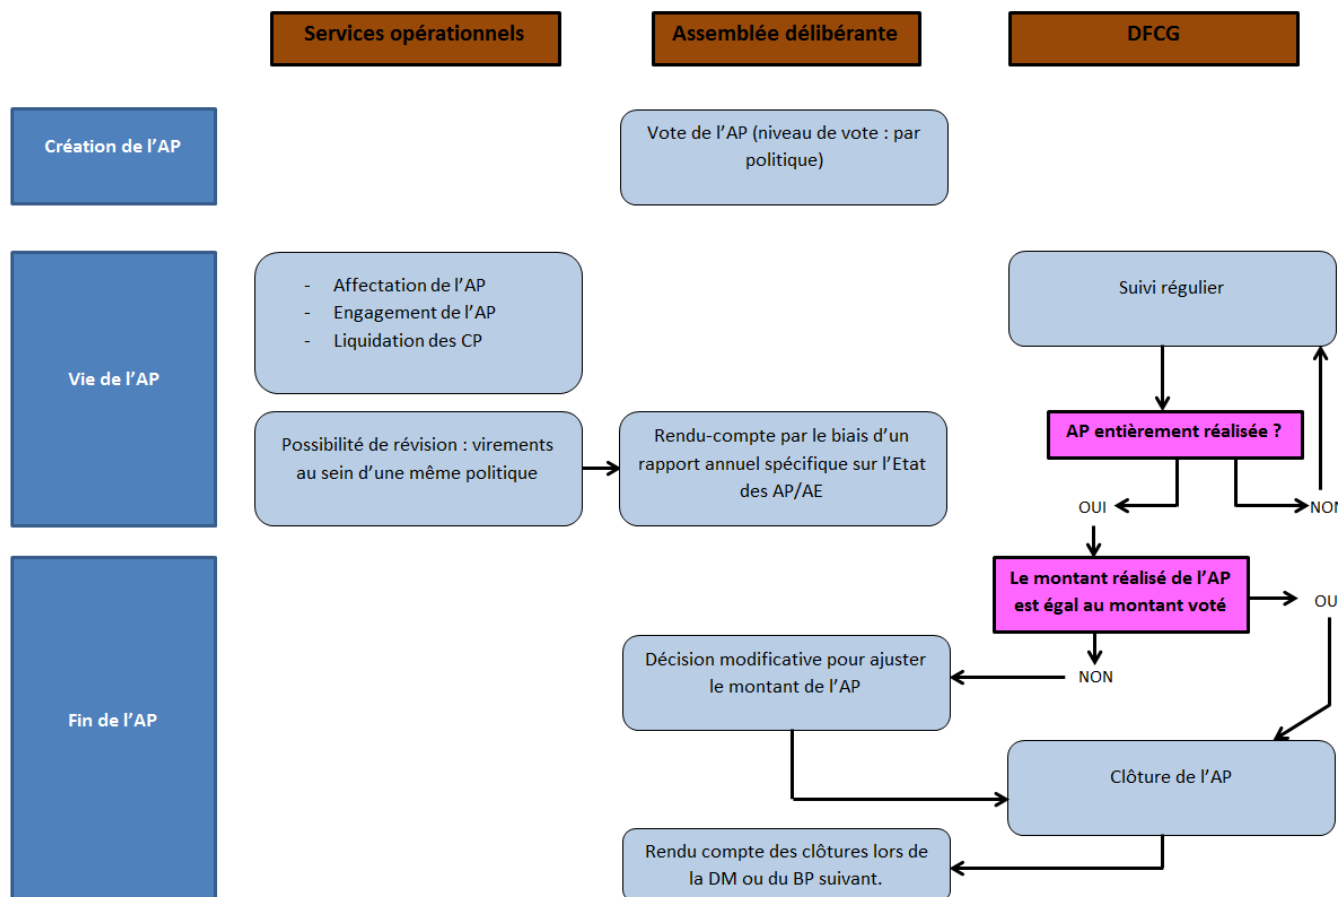 Services opérationnels
Assemblée délibérante
DFCG
Création de l'AP
Vote de l'AP (niveau de vote : par
politique)
Vie de l'AP
- Affectation de l'AP
- Engagement de l'AP
- Liquidation des CP
Suivi régulier
Possibilité de révision : virements
au sein d'une même politique
Rendu-compte par le biais d'un
rapport annuel spécifique sur l'Etat
des AP/AE
AP entièrement réalisée ?
OUI
NON
Fin de l'AP
Le montant réalisé de l'AP
est égal au montant voté
OU
NON
Décision modificative pour ajuster
le montant de l'AP
Clôture de l'AP
Rendu compte des clôtures lors de
la DM ou du BP suivant.